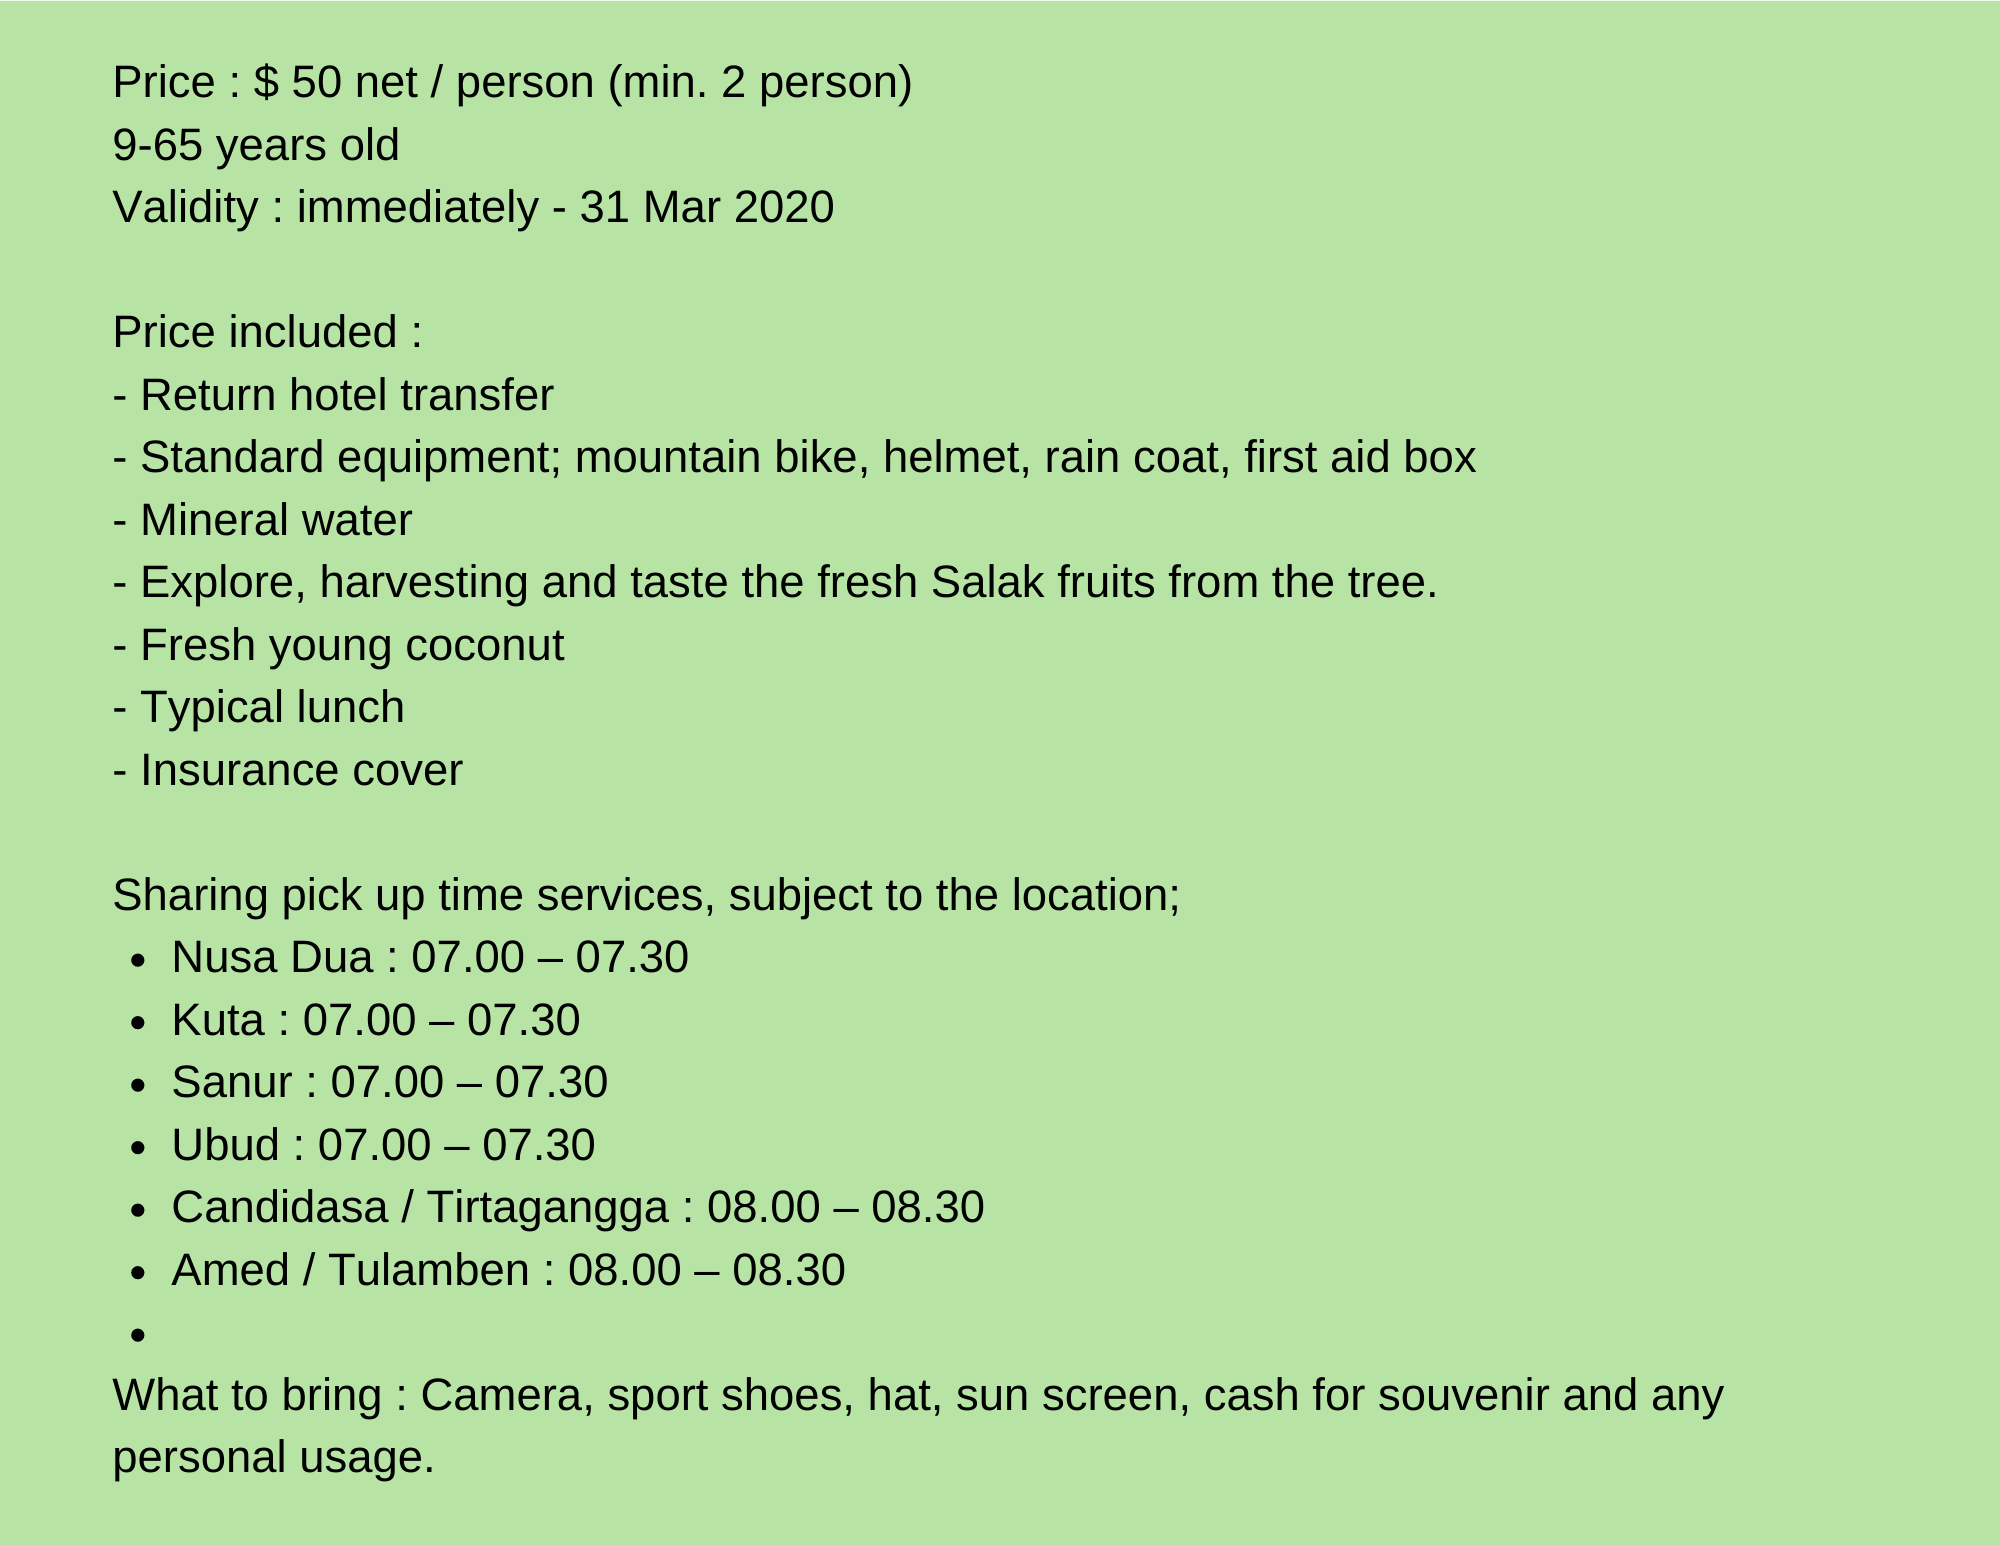 Price : $ 50 net / person (min. 2 person)
9-65 years old
Validity : immediately - 31 Mar 2020
Price included :
- Return hotel transfer
- Standard equipment; mountain bike, helmet, rain coat, first aid box
- Mineral water
- Explore, harvesting and taste the fresh Salak fruits from the tree.
- Fresh young coconut
- Typical lunch
- Insurance cover
Sharing pick up time services, subject to the location;
• Nusa Dua : 07.00 – 07.30
• Kuta : 07.00 – 07.30
• Sanur : 07.00 – 07.30
• Ubud : 07.00 – 07.30
• Candidasa / Tirtagangga : 08.00 – 08.30
• Amed / Tulamben : 08.00 – 08.30
•
What to bring : Camera, sport shoes, hat, sun screen, cash for souvenir and any
personal usage.